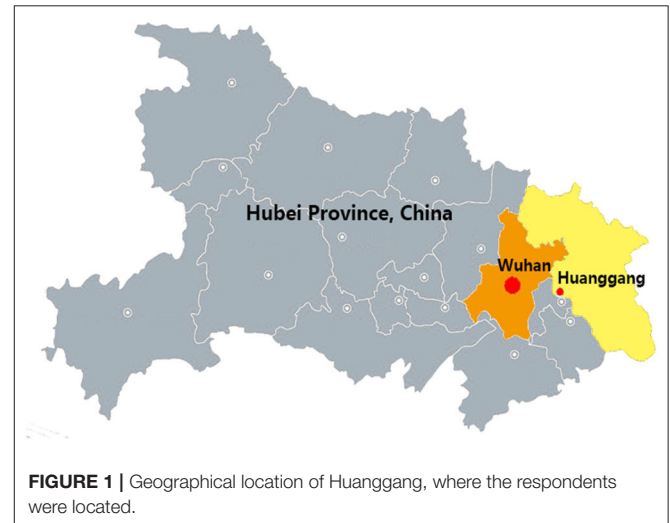 Hubei Province, China
Wuhan
Huanggang
FIGURE 1 | Geographical location of Huanggang, where the respondents
were located.